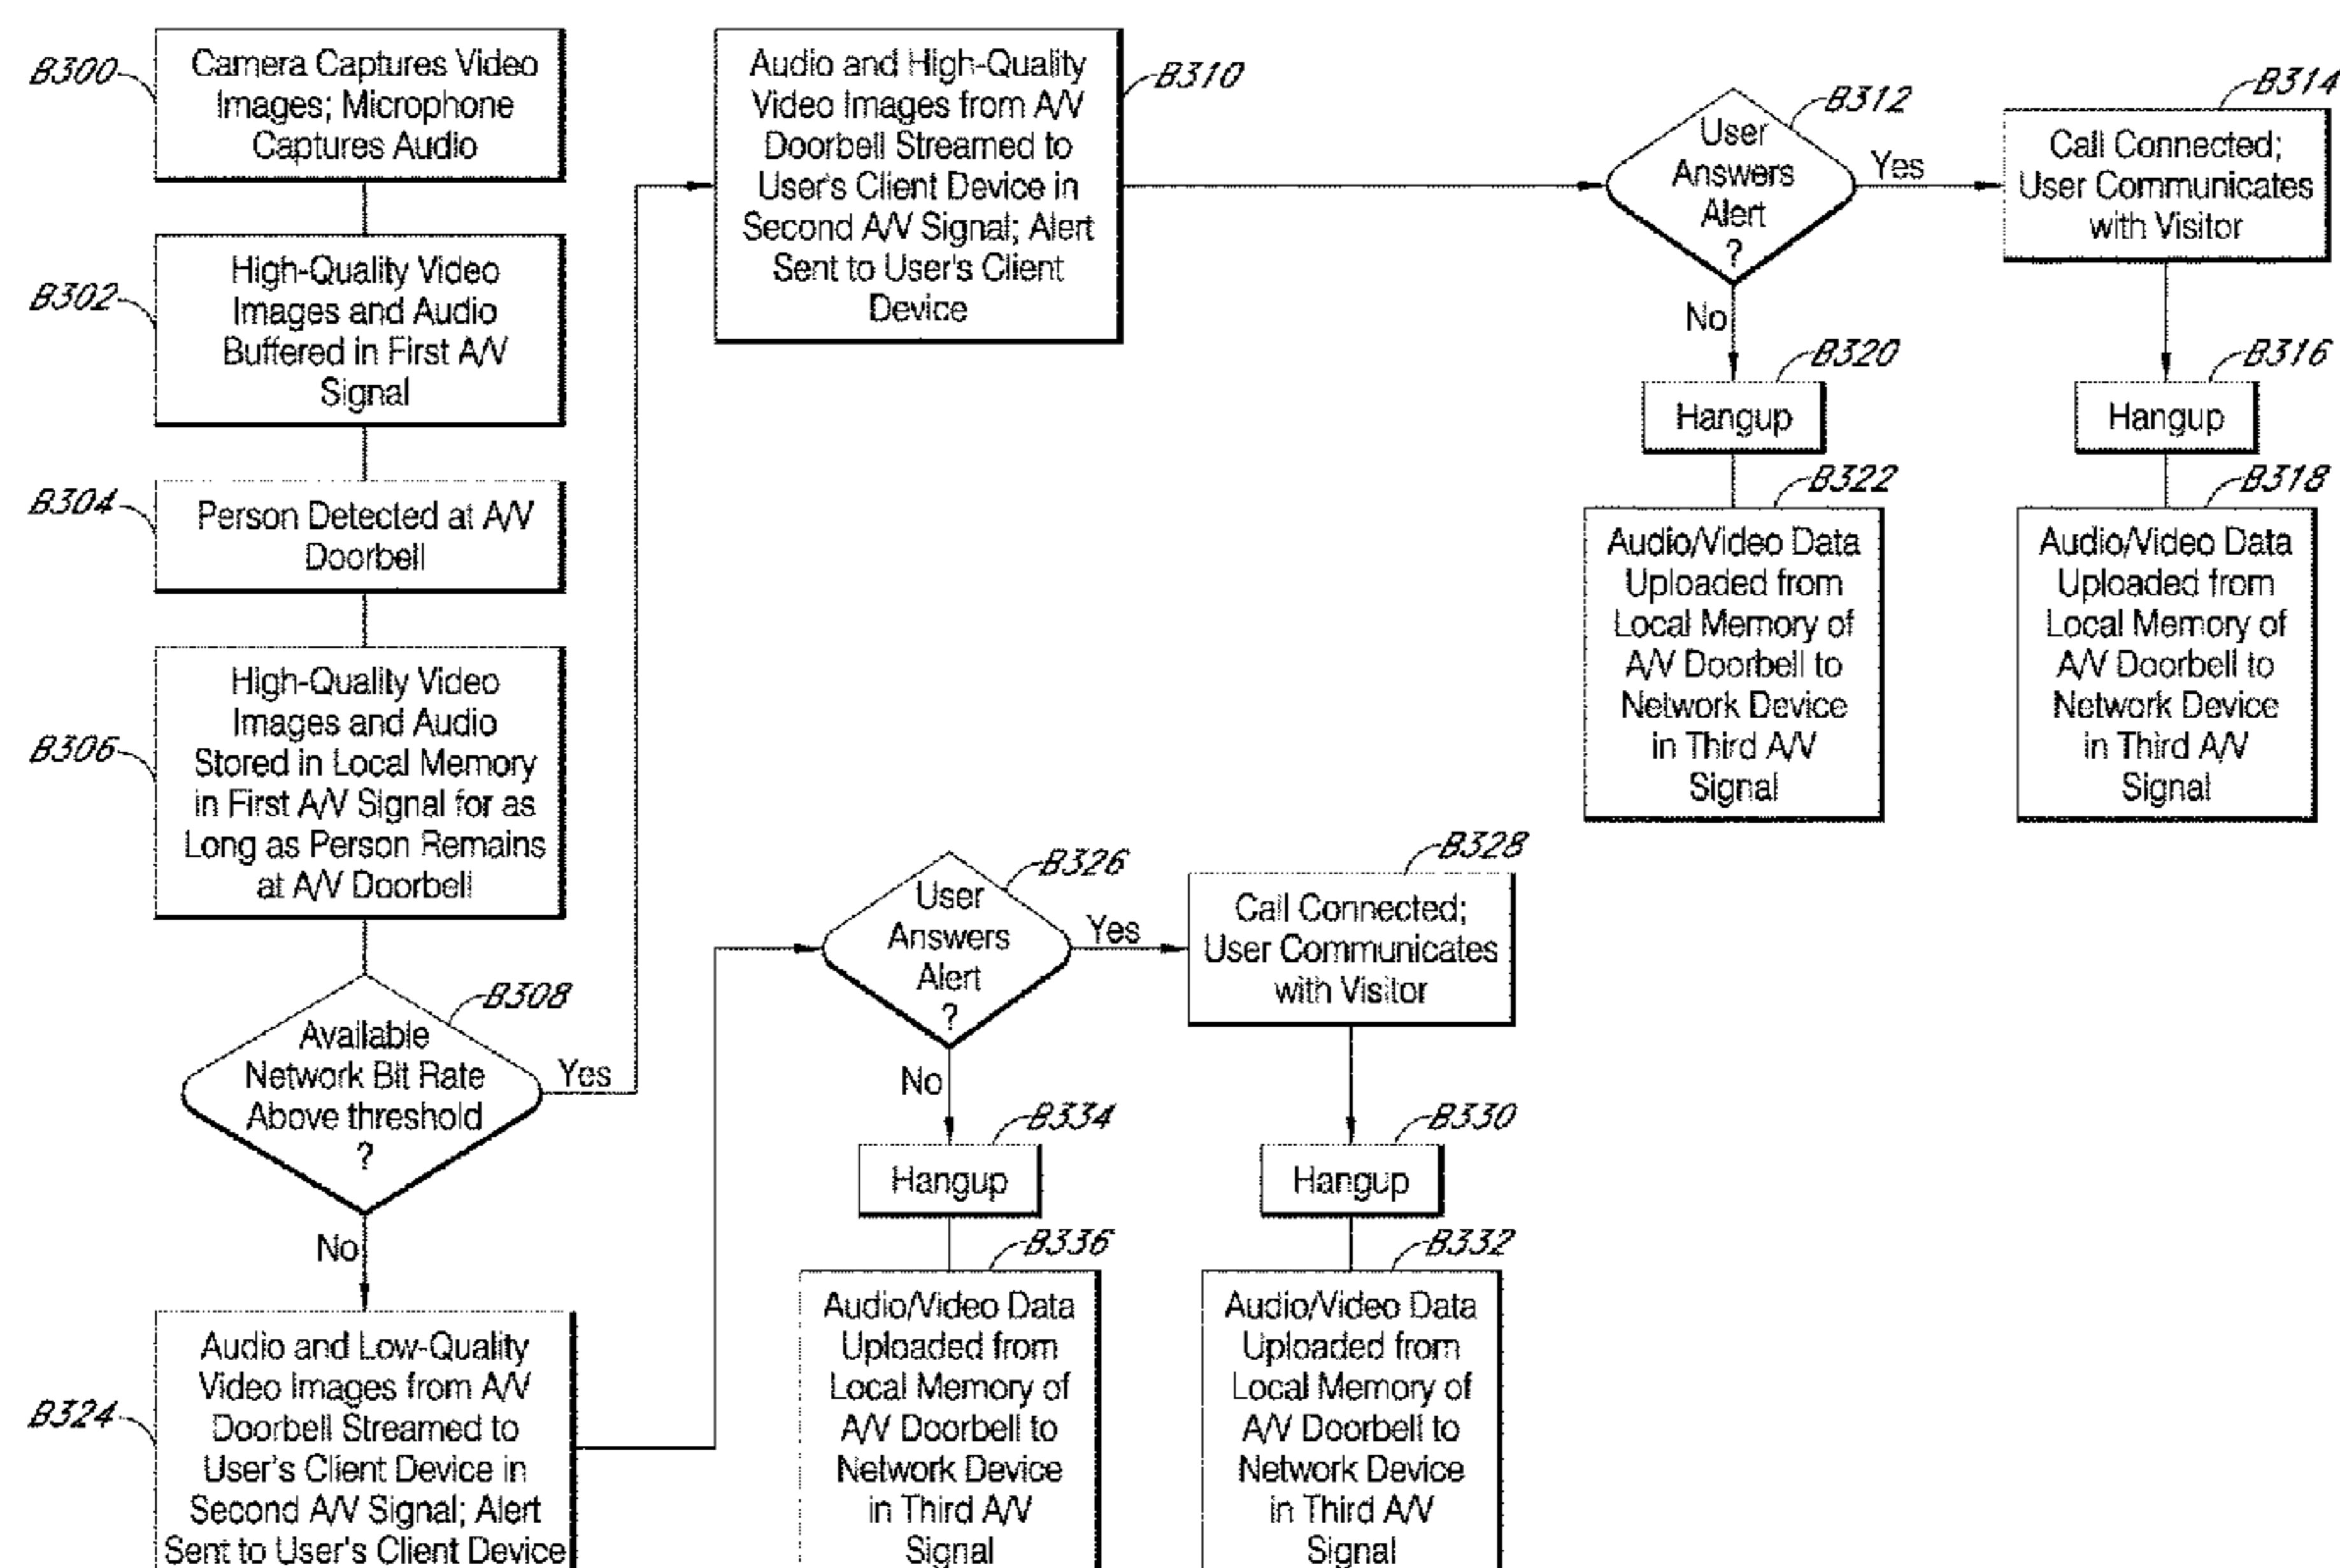 B300
Camera Captures Video
Images; Microphone
Captures Audio
B302
High-Quality Video
Images and Audio
Buffered in First A/V
Signal
B304
Person Detected at A/V
Doorbell
B306
High-Quality Video
Images and Audio
Stored in Local Memory
in First A/V Signal for as
Long as Person Remains
at A/V Doorbell
B308
Available
Network Bit Rate
Above threshold
?
Yes
No
B310
Audio and High-Quality
Video Images from A/V
Doorbell Streamed to
User's Client Device in
Second A/V Signal; Alert
Sent to User's Client
Device
B312
User
Answers
Alert
?
Yes
No
B314
Call Connected;
User Communicates
with Visitor
B316
Hangup
B318
Audio/Video Data
Uploaded from
Local Memory of
A/V Doorbell to
Network Device
in Third A/V
Signal
B320
Hangup
B322
Audio/Video Data
Uploaded from
Local Memory of
A/V Doorbell to
Network Device
in Third A/V
Signal
B324
Audio and Low-Quality
Video Images from A/V
Doorbell Streamed to
User's Client Device in
Second A/V Signal; Alert
Sent to User's Client Device
B326
User
Answers
Alert
?
Yes
No
B328
Call Connected;
User Communicates
with Visitor
B330
Hangup
B332
Audio/Video Data
Uploaded from
Local Memory of
A/V Doorbell to
Network Device
in Third A/V
Signal
B334
Hangup
B336
Audio/Video Data
Uploaded from
Local Memory of
A/V Doorbell to
Network Device
in Third A/V
Signal